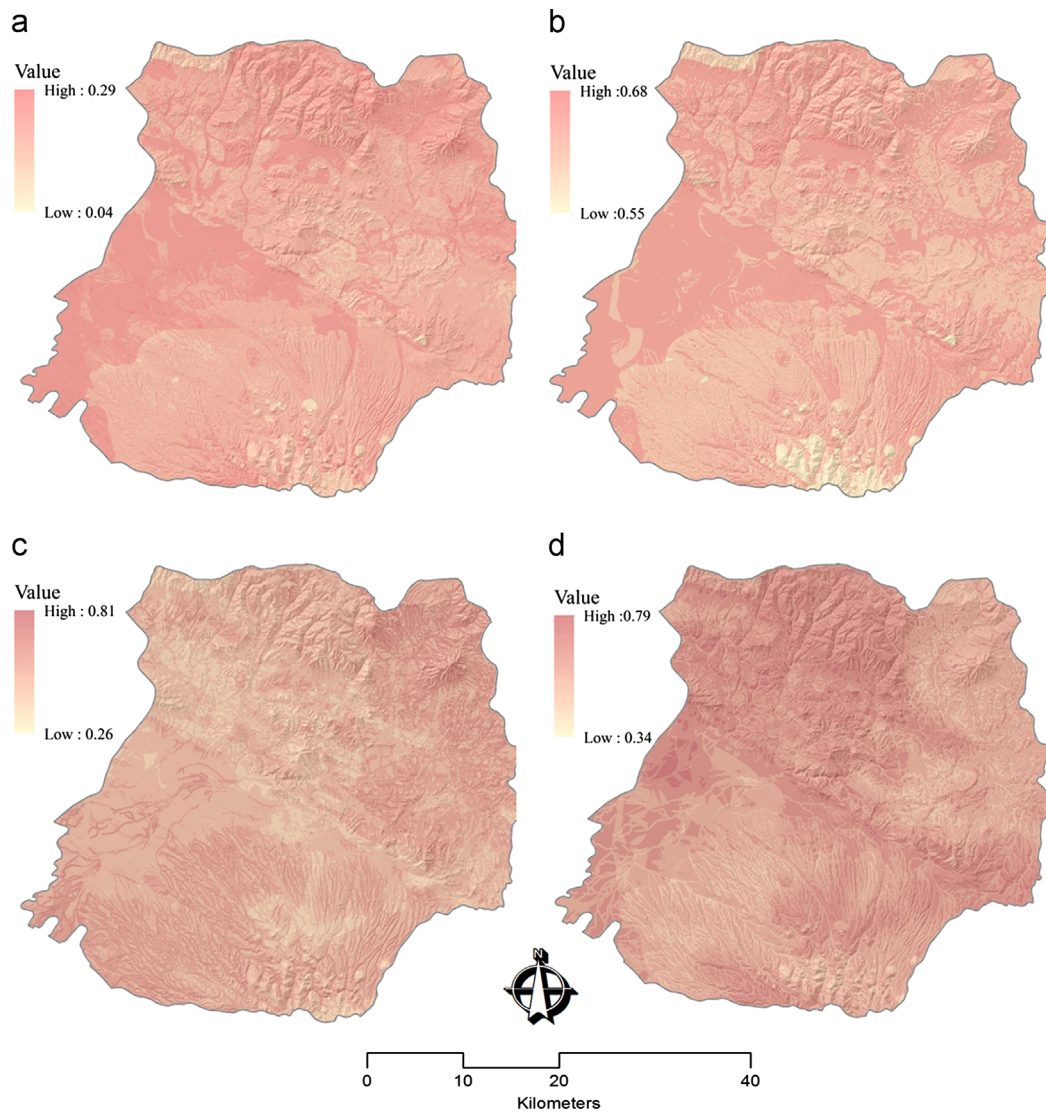 a
Value
High : 0.29
Low : 0.04
b
Value
High :0.68
Low :0.55
c
Value
High : 0.81
Low : 0.26
d
Value
High :0.79
Low : 0.34
N
0 10 20 40
Kilometers